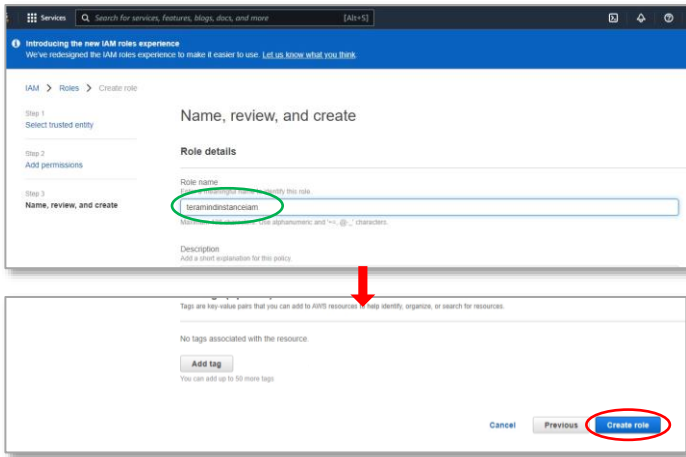 Services
Search for services, features, blogs, docs, and more
[Alt+S]
Introducing the new IAM roles experience
We've redesigned the IAM roles experience to make it easier to use. Let us know what you think.
IAM > Roles > Create role
Step 1
Select trusted entity
Name, review, and create
Step 2
Add permissions
Role details
Step 3
Name, review, and create
Role name
Enter a meaningful name to identify this role.
teramindinstanceiam
characters. Use alphanumeric and '+=,.@-_' characters.
Description
Add a short explanation for this policy.
Tags are key-value pairs that you can add to AWS resources to help identify, organize, or search for resources.
No tags associated with the resource.
Add tag
You can add up to 50 more tags
Cancel
Previous
Create role